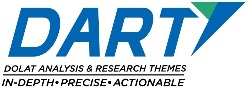 DART
DOLAT ANALYSIS & RESEARCH THEMES
IN-DEPTH•PRECISE•ACTIONABLE